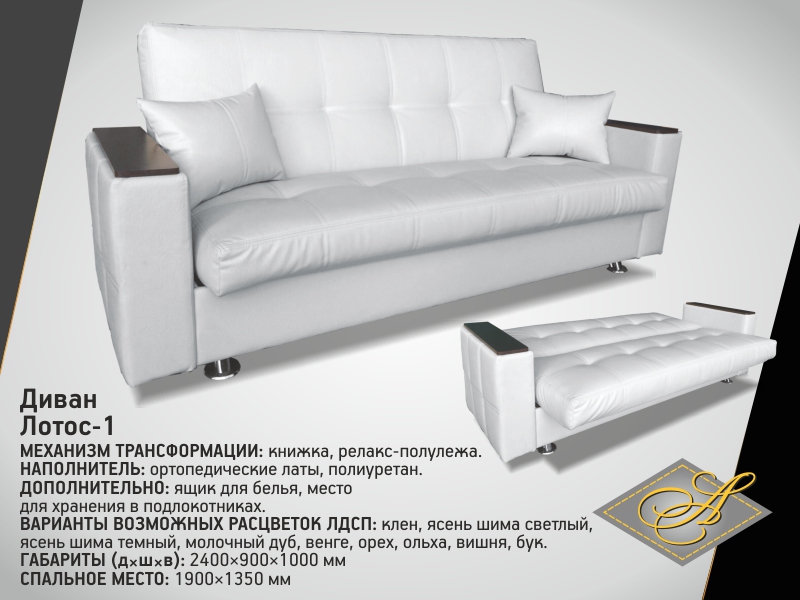 Диван
Лотос-1
МЕХАНИЗМ ТРАНСФОРМАЦИИ: книжка, релакс-полулежа.
НАПОЛНИТЕЛЬ: ортопедические латы, полиуретан.
ДОПОЛНИТЕЛЬНО: ящик для белья, место
для хранения в подлокотниках.
ВАРИАНТЫ ВОЗМОЖНЫХ РАСЦВЕТОК ЛДСП: клен, ясень шима светлый,
ясень шима темный, молочный дуб, венге, орех, ольха, вишня, бук.
ГАБАРИТЫ (д×ш×в): 2400×900×1000 мм
СПАЛЬНОЕ МЕСТО: 1900×1350 мм
А